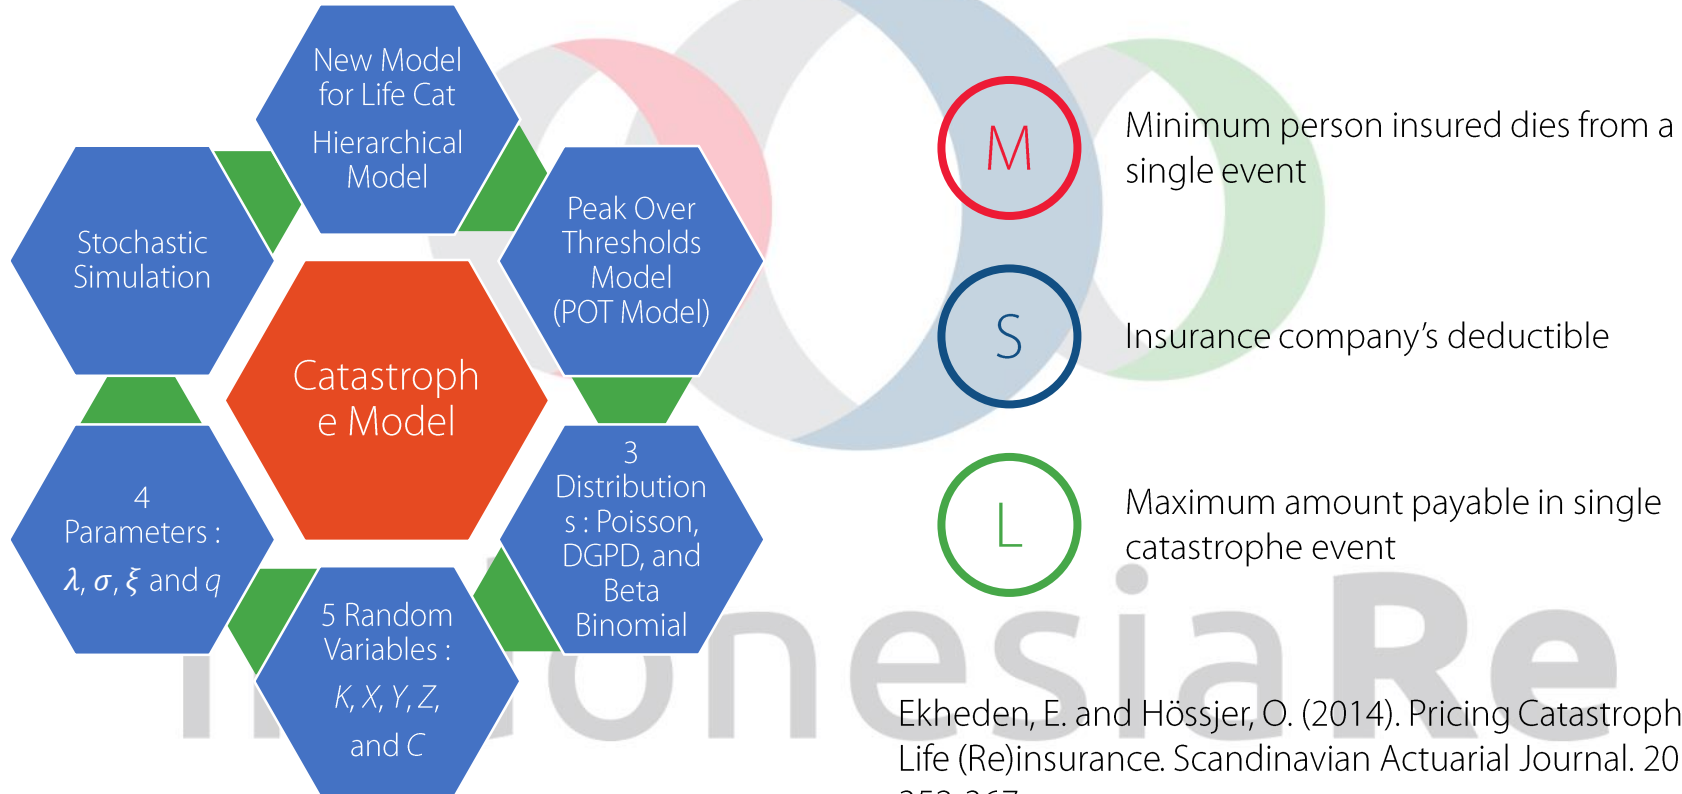 New Model
for Life Cat
Hierarchical
Model
Peak Over
Thresholds
Model
(POT Model)
3
Distribution
s : Poisson,
DGPD, and
Beta
Binomial
5 Random
Variables :
K, X, Y, Z,
and C
4
Parameters :
λ, σ, ξ and q
Stochastic
Simulation
Catastroph
e Model
M
Minimum person insured dies from a
single event
S
Insurance company’s deductible
L
Maximum amount payable in single
catastrophe event
IndonesiaRe
Ekheden, E. and Hössjer, O. (2014). Pricing Catastroph
Life (Re)insurance. Scandinavian Actuarial Journal. 20